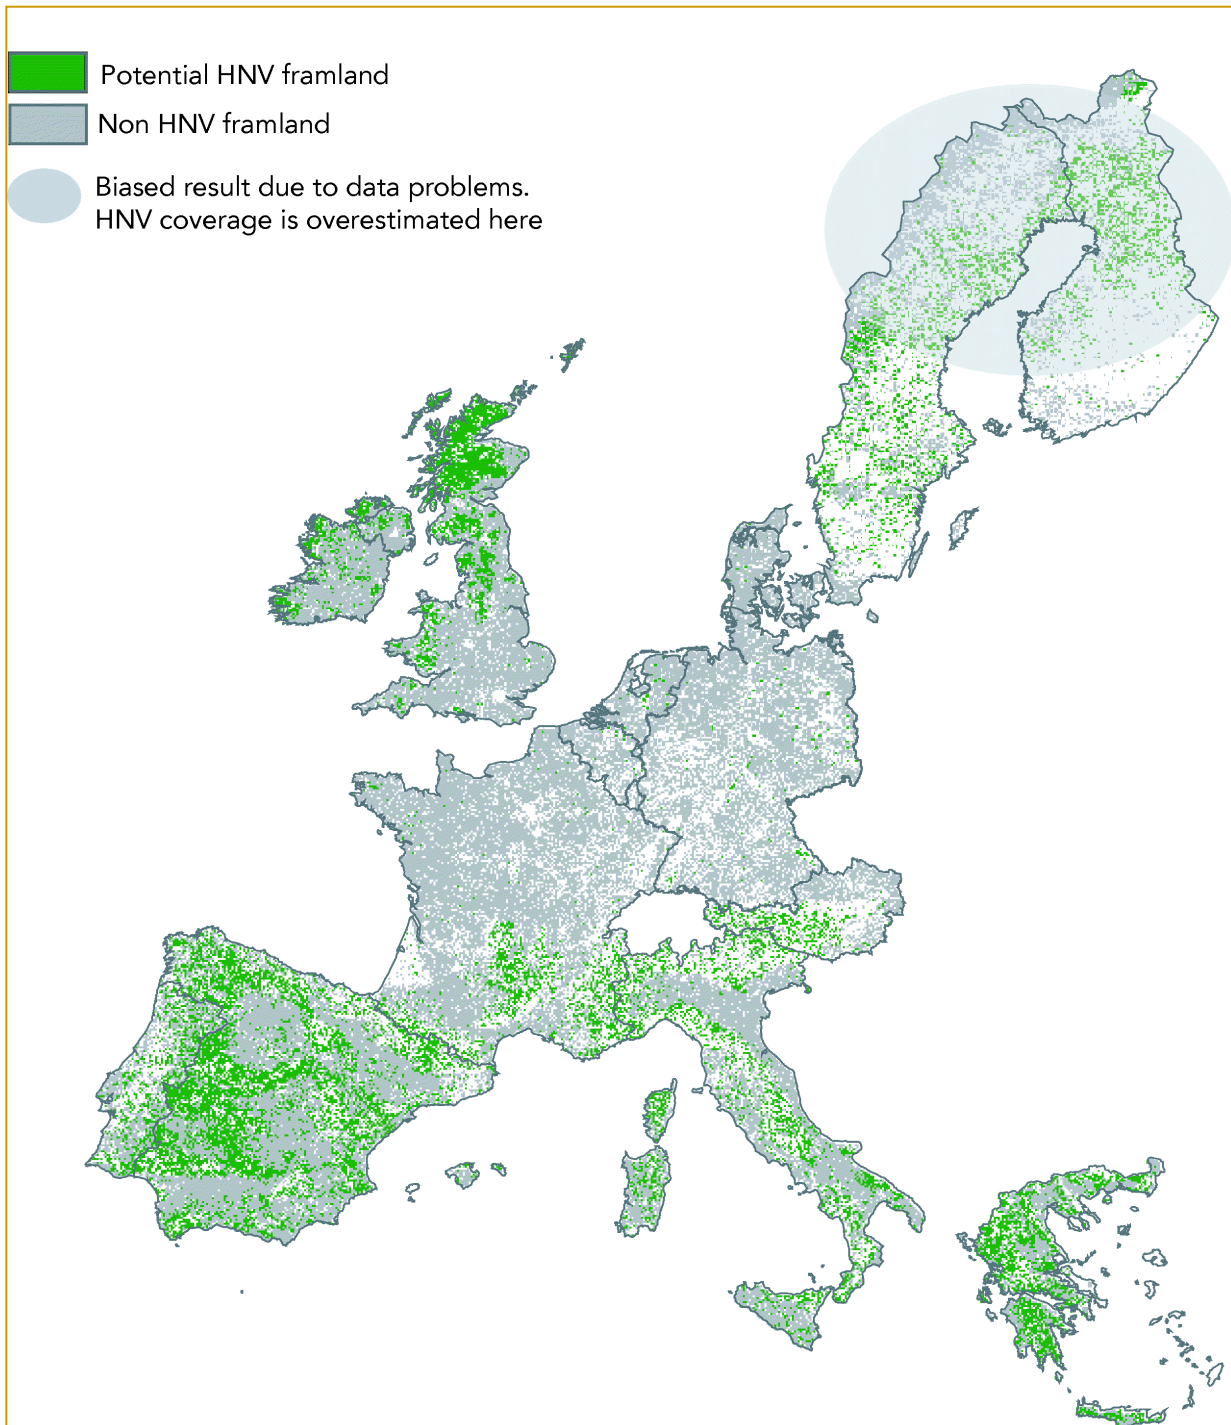 Potential HNV framland
Non HNV framland
Biased result due to data problems.
HNV coverage is overestimated here